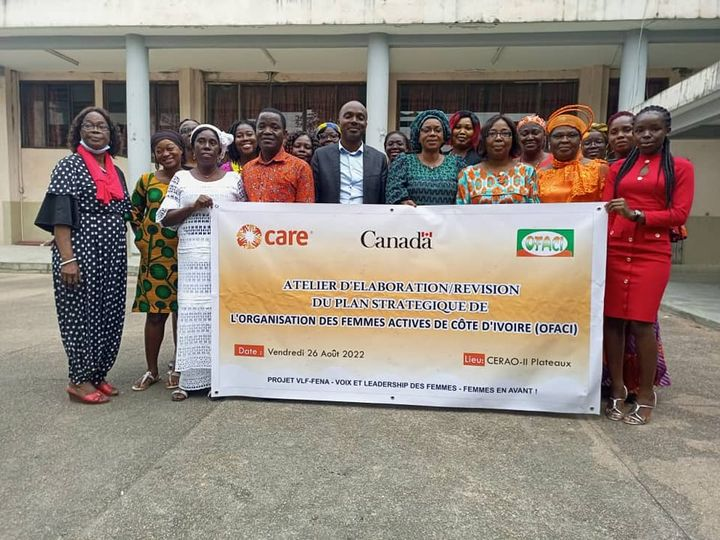 care®
Canada
OFACI
ATELIER D'ELABORATION/REVISION
DU PLAN STRATEGIQUE DE
L'ORGANISATION DES FEMMES ACTIVES DE CÔTE D'IVOIRE (OFACI)
Date : Vendredi 26 Août 2022
Lieu: CERAO-II Plateaux
PROJET VLF-FENA - VOIX ET LEADERSHIP DES FEMMES - FEMMES EN AVANT !